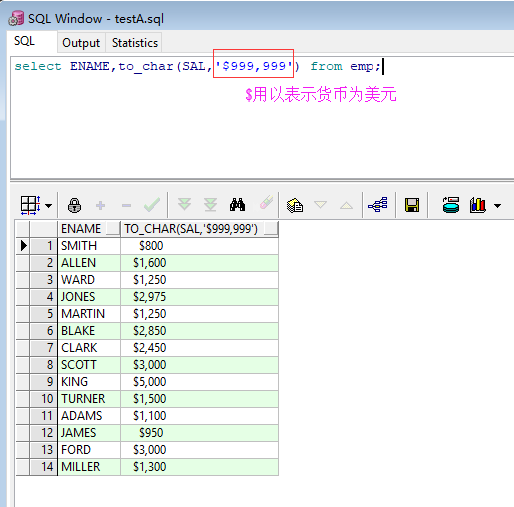 SQL Window - testA.sql
SQL Output Statistics
select ENAME,to_char(SAL,'$999,999') from emp;
$用以表示货币为美元
ENAME TO_CHAR(SAL,'$999,999')
1 SMITH $800
2 ALLEN $1,600
3 WARD $1,250
4 JONES $2,975
5 MARTIN $1,250
6 BLAKE $2,850
7 CLARK $2,450
8 SCOTT $3,000
9 KING $5,000
10 TURNER $1,500
11 ADAMS $1,100
12 JAMES $950
13 FORD $3,000
14 MILLER $1,300